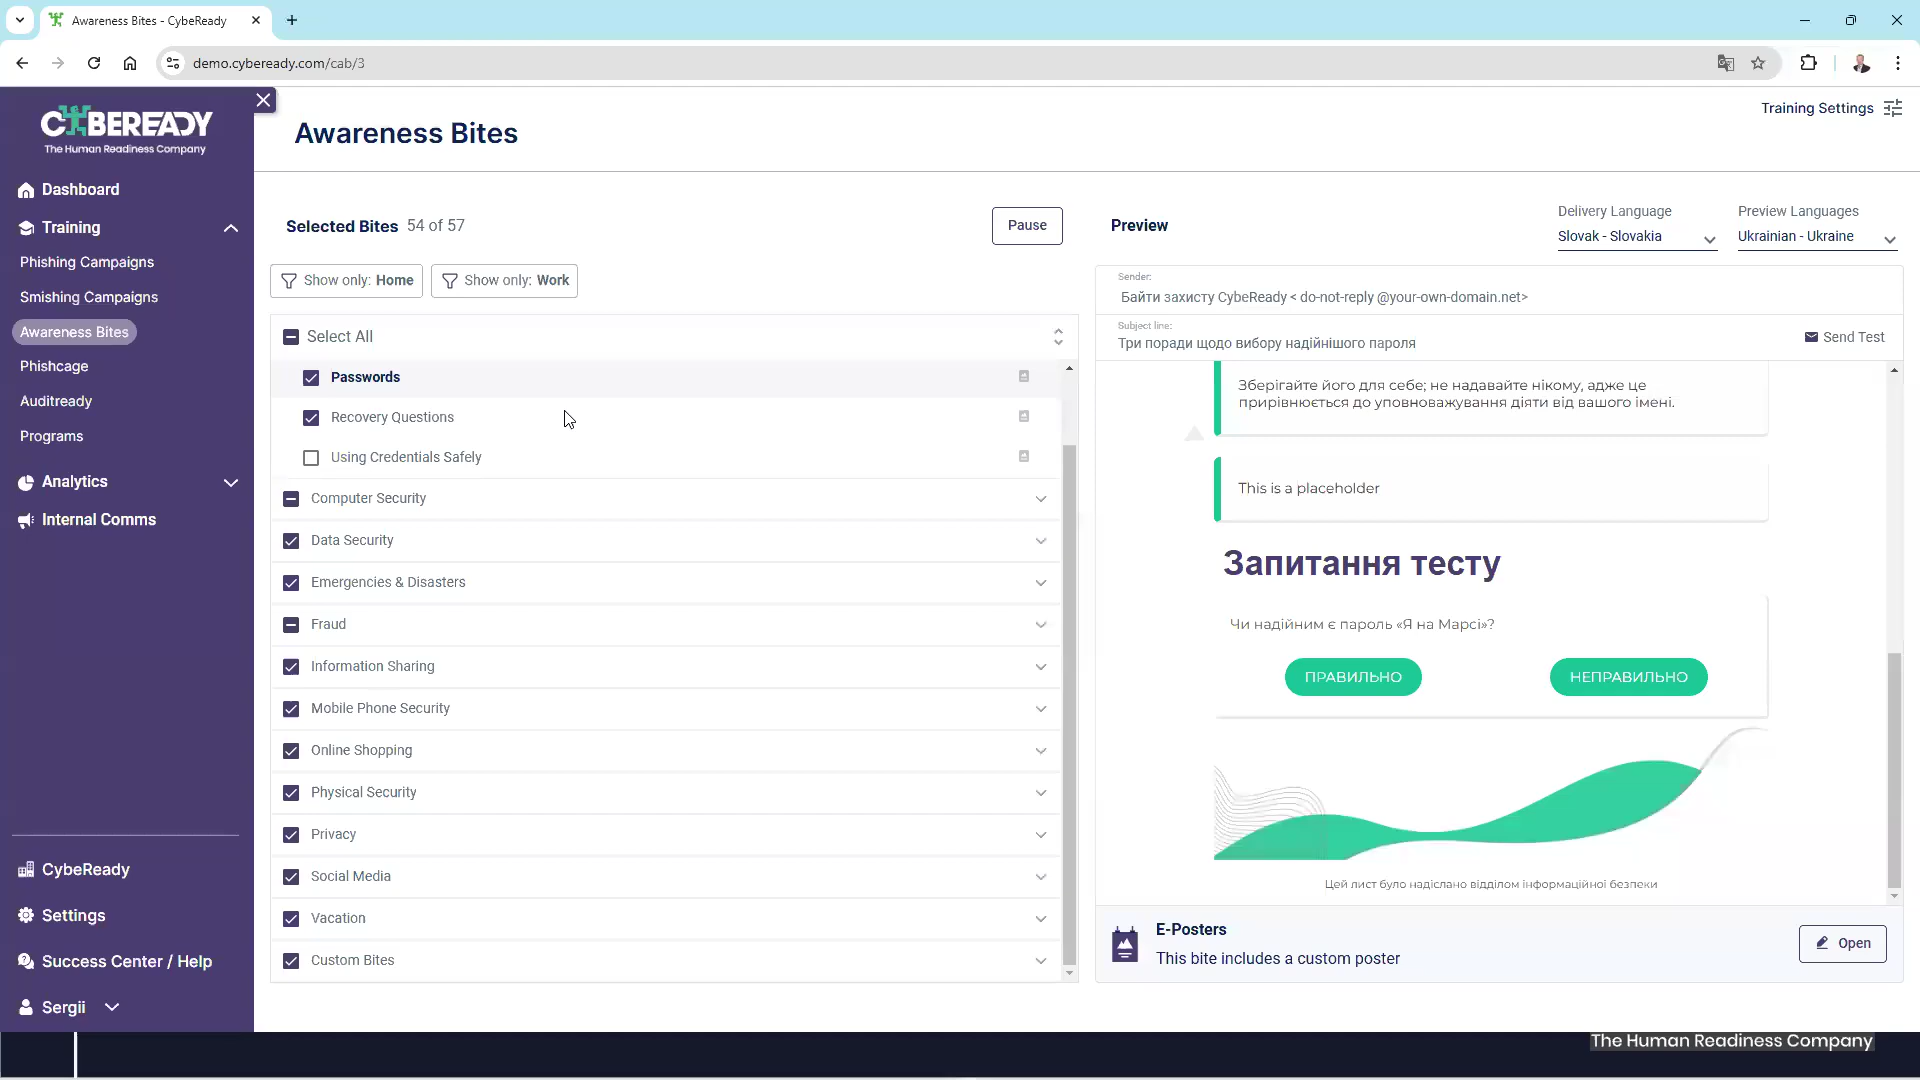 Awareness Bites - CybeReady
demo.cybeready.com/cab/3
CYBEREADY
The Human Readiness Company
Dashboard
Training
Phishing Campaigns
Smishing Campaigns
Awareness Bites
Phishcage
Auditready
Programs
Analytics
Internal Comms
CybeReady
Settings
Success Center / Help
Sergii
Awareness Bites
Training Settings
Selected Bites 54 of 57
Pause
Show only: Home
Show only: Work
Select All
Passwords
Recovery Questions
Using Credentials Safely
Computer Security
Data Security
Emergencies & Disasters
Fraud
Information Sharing
Mobile Phone Security
Online Shopping
Physical Security
Privacy
Social Media
Vacation
Custom Bites
Preview
Delivery Language
Slovak - Slovakia
Preview Languages
Ukrainian - Ukraine
Sender:
Байти захисту CybeReady < do-not-reply @your-own-domain.net>
Subject line:
Три поради щодо вибору надійнішого пароля
Send Test
Зберігайте його для себе; не надавайте нікому, адже це
прирівнюється до уповноважування діяти від вашого імені.
This is a placeholder
Запитання тесту
Чи надійним є пароль «Я на Марсі»?
ПРАВИЛЬНО
НЕПРАВИЛЬНО
Цей лист було надіслано відділом інформаційної безпеки
E-Posters
This bite includes a custom poster
Open
The Human Readiness Company